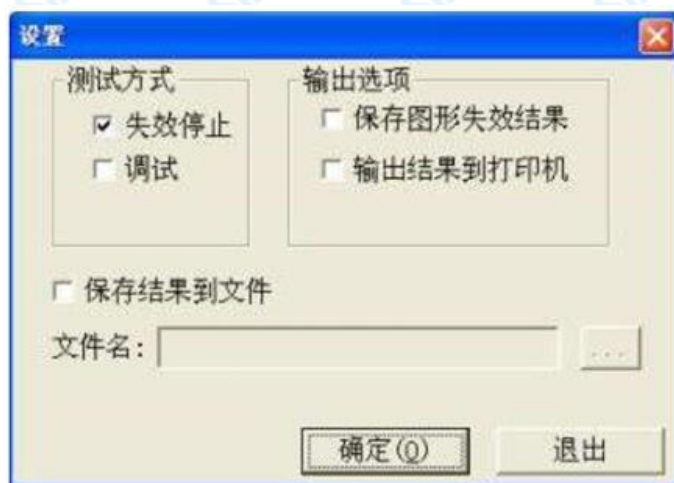 设置
测试方式
失效停止
调试
输出选项
保存图形失效结果
输出结果到打印机
保存结果到文件
文件名:
...
确定(O)
退出